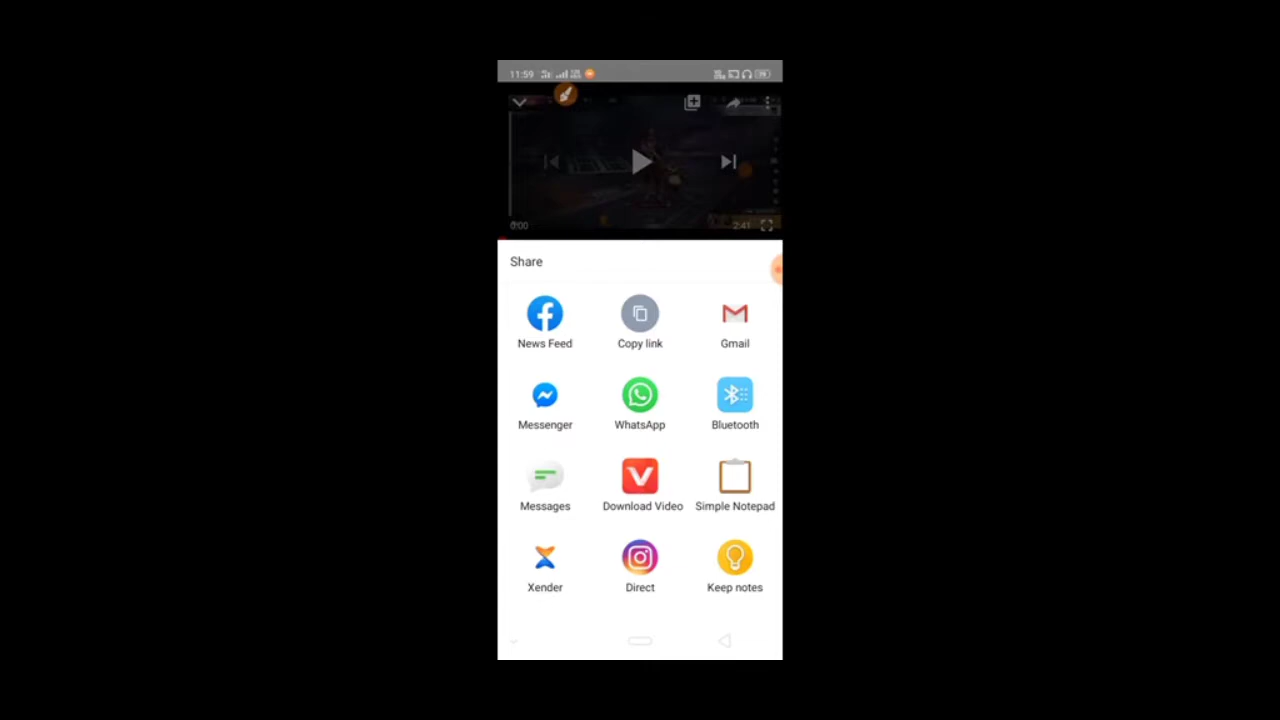 11:59
0:00
2:41
Share
News Feed
Copy link
Gmail
Messenger
WhatsApp
Bluetooth
Messages
Download Video
Simple Notepad
Xender
Direct
Keep notes